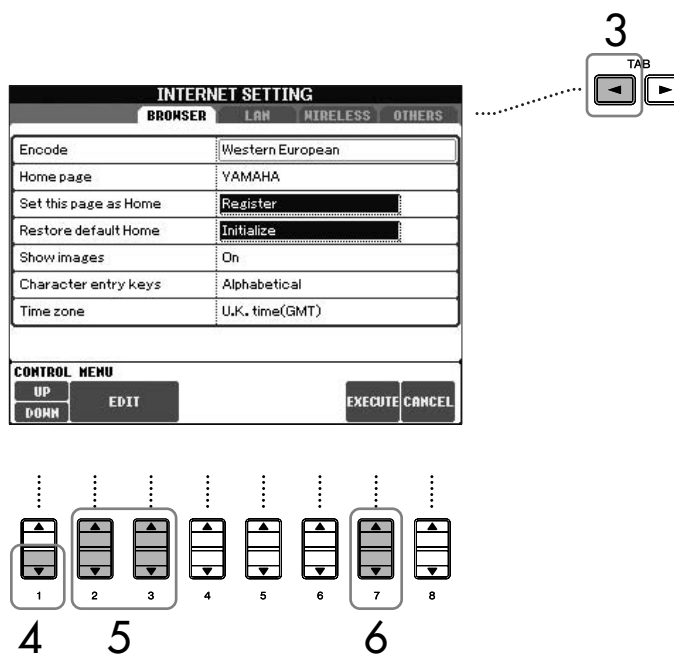 3
TAB
INTERNET SETTING
BROWSER LAN WIRELESS OTHERS
Encode Western European
Home page YAMAHA
Set this page as Home Register
Restore default Home Initialize
Show images On
Character entry keys Alphabetical
Time zone U.K. time(GMT)
CONTROL MENU
UP
DOWN
EDIT
EXECUTE CANCEL
1 2 3 4 5 6 7 8
4 5 6